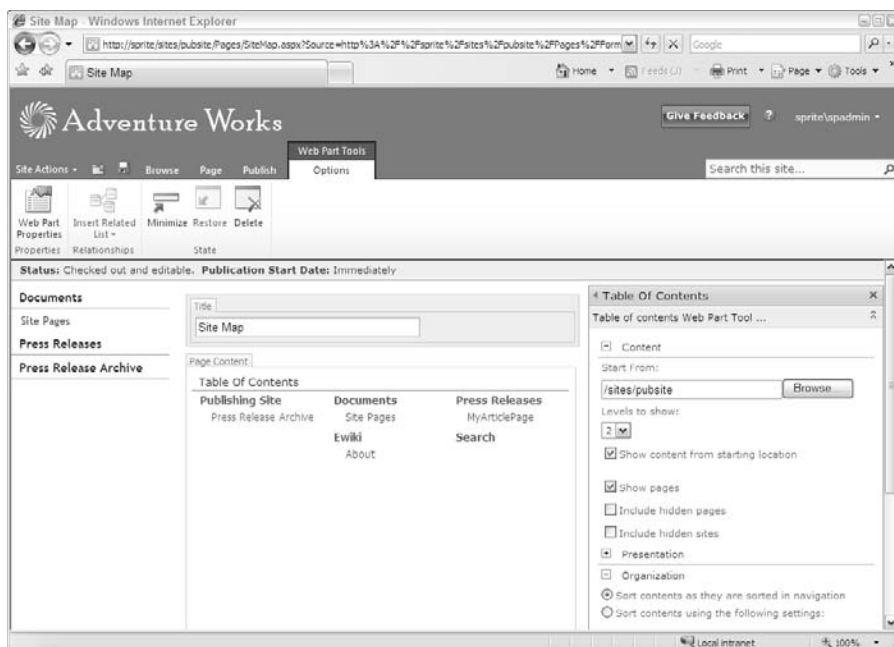 Site Map - Windows Internet Explorer
http://sprite/sites/pubsite/Pages/SiteMap.aspx?Source=http%3A%2F%2Fsprite%2Fsites%2Fpubsite%2FPages%2FForm
Google
Site Map
Home Feeds (J) Print Page Tools
Adventure Works
Give Feedback ? sprite\spadmin
Web Part Tools
Site Actions Browse Page Publish Options
Search this site...
Web Part Properties
Insert Related List
Minimize Restore Delete
Properties Relationships State
Status: Checked out and editable. Publication Start Date: Immediately
Documents
Site Pages
Press Releases
Press Release Archive
Title
Site Map
Page Content
Table Of Contents
Publishing Site Documents Press Releases
Press Release Archive Site Pages MyArticlePage
Ewiki Search
About
Table Of Contents
Table of contents Web Part Tool ...
Content
Start From:
/sites/pubsite Browse...
Levels to show:
2
Show content from starting location
Show pages
Include hidden pages
Include hidden sites
Presentation
Organization
Sort contents as they are sorted in navigation
Sort contents using the following settings:
Local intranet 100%